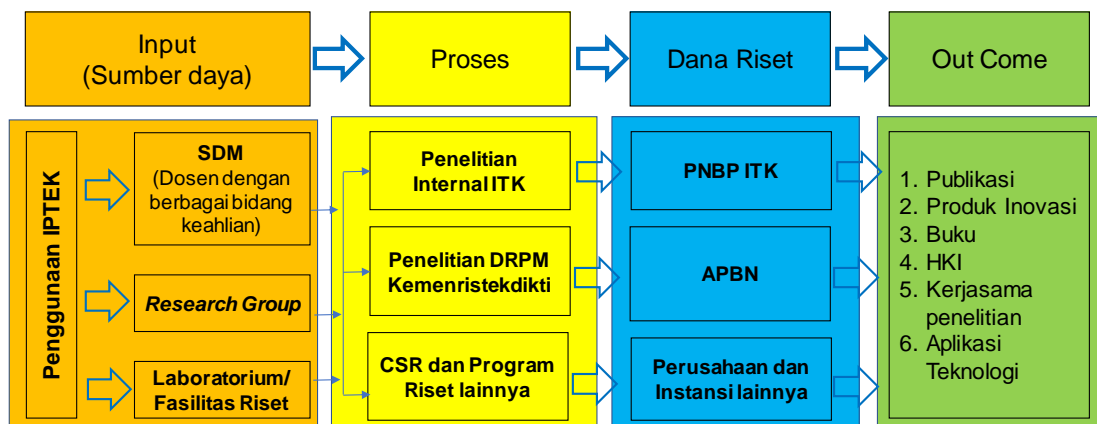 Input
(Sumber daya)
Proses
Dana Riset
Out Come
Penggunaan IPTEK
SDM
(Dosen dengan
berbagai bidang
keahlian)
Research Group
Laboratorium/
Fasilitas Riset
Penelitian
Internal ITK
Penelitian DRPM
Kemenristekdikti
CSR dan Program
Riset lainnya
PNBP ITK
APBN
Perusahaan dan
Instansi lainnya
1. Publikasi
2. Produk Inovasi
3. Buku
4. HKI
5. Kerjasama
penelitian
6. Aplikasi
Teknologi